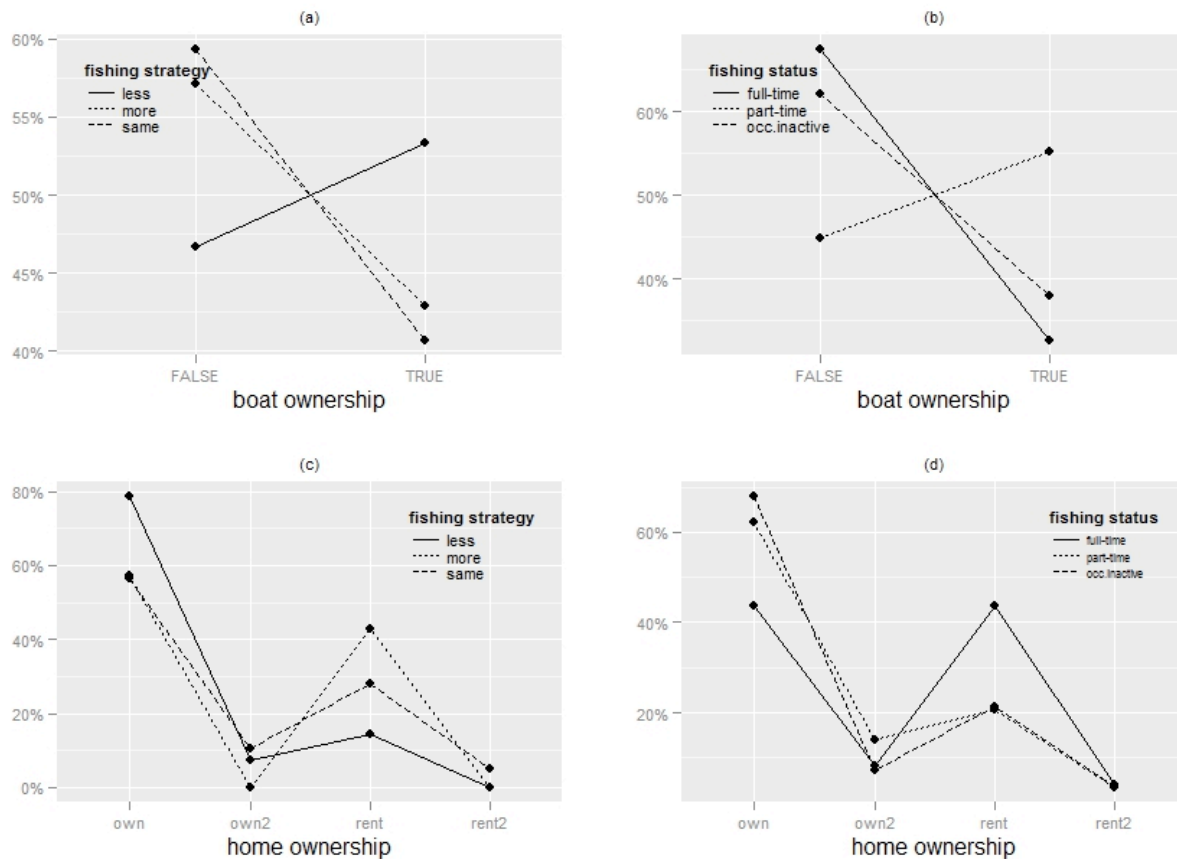 (a)
60%
55%
50%
45%
40%
fishing strategy
less
more
same
FALSE TRUE
boat ownership
(b)
60%
50%
40%
fishing status
full-time
part-time
occ.inactive
FALSE TRUE
boat ownership
(c)
80%
60%
40%
20%
0%
fishing strategy
less
more
same
own own2 rent rent2
home ownership
(d)
60%
40%
20%
fishing status
full-time
part-time
occ.inactive
own own2 rent rent2
home ownership